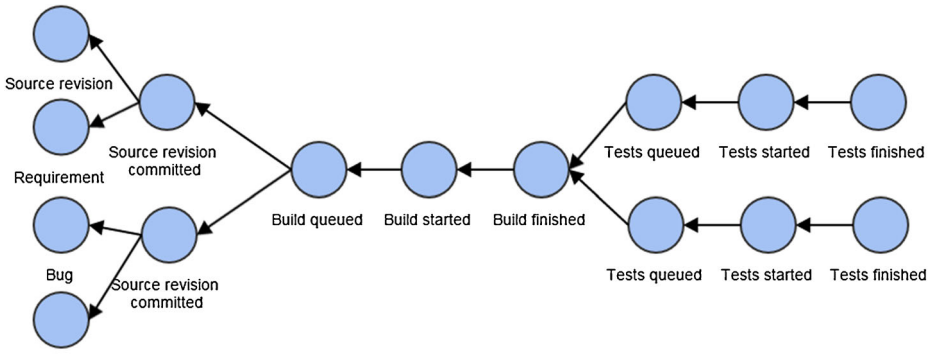 Source revision
Requirement
Bug
Source revision
committed
Source revision
committed
Build queued
Build started
Build finished
Tests queued
Tests started
Tests finished
Tests queued
Tests started
Tests finished